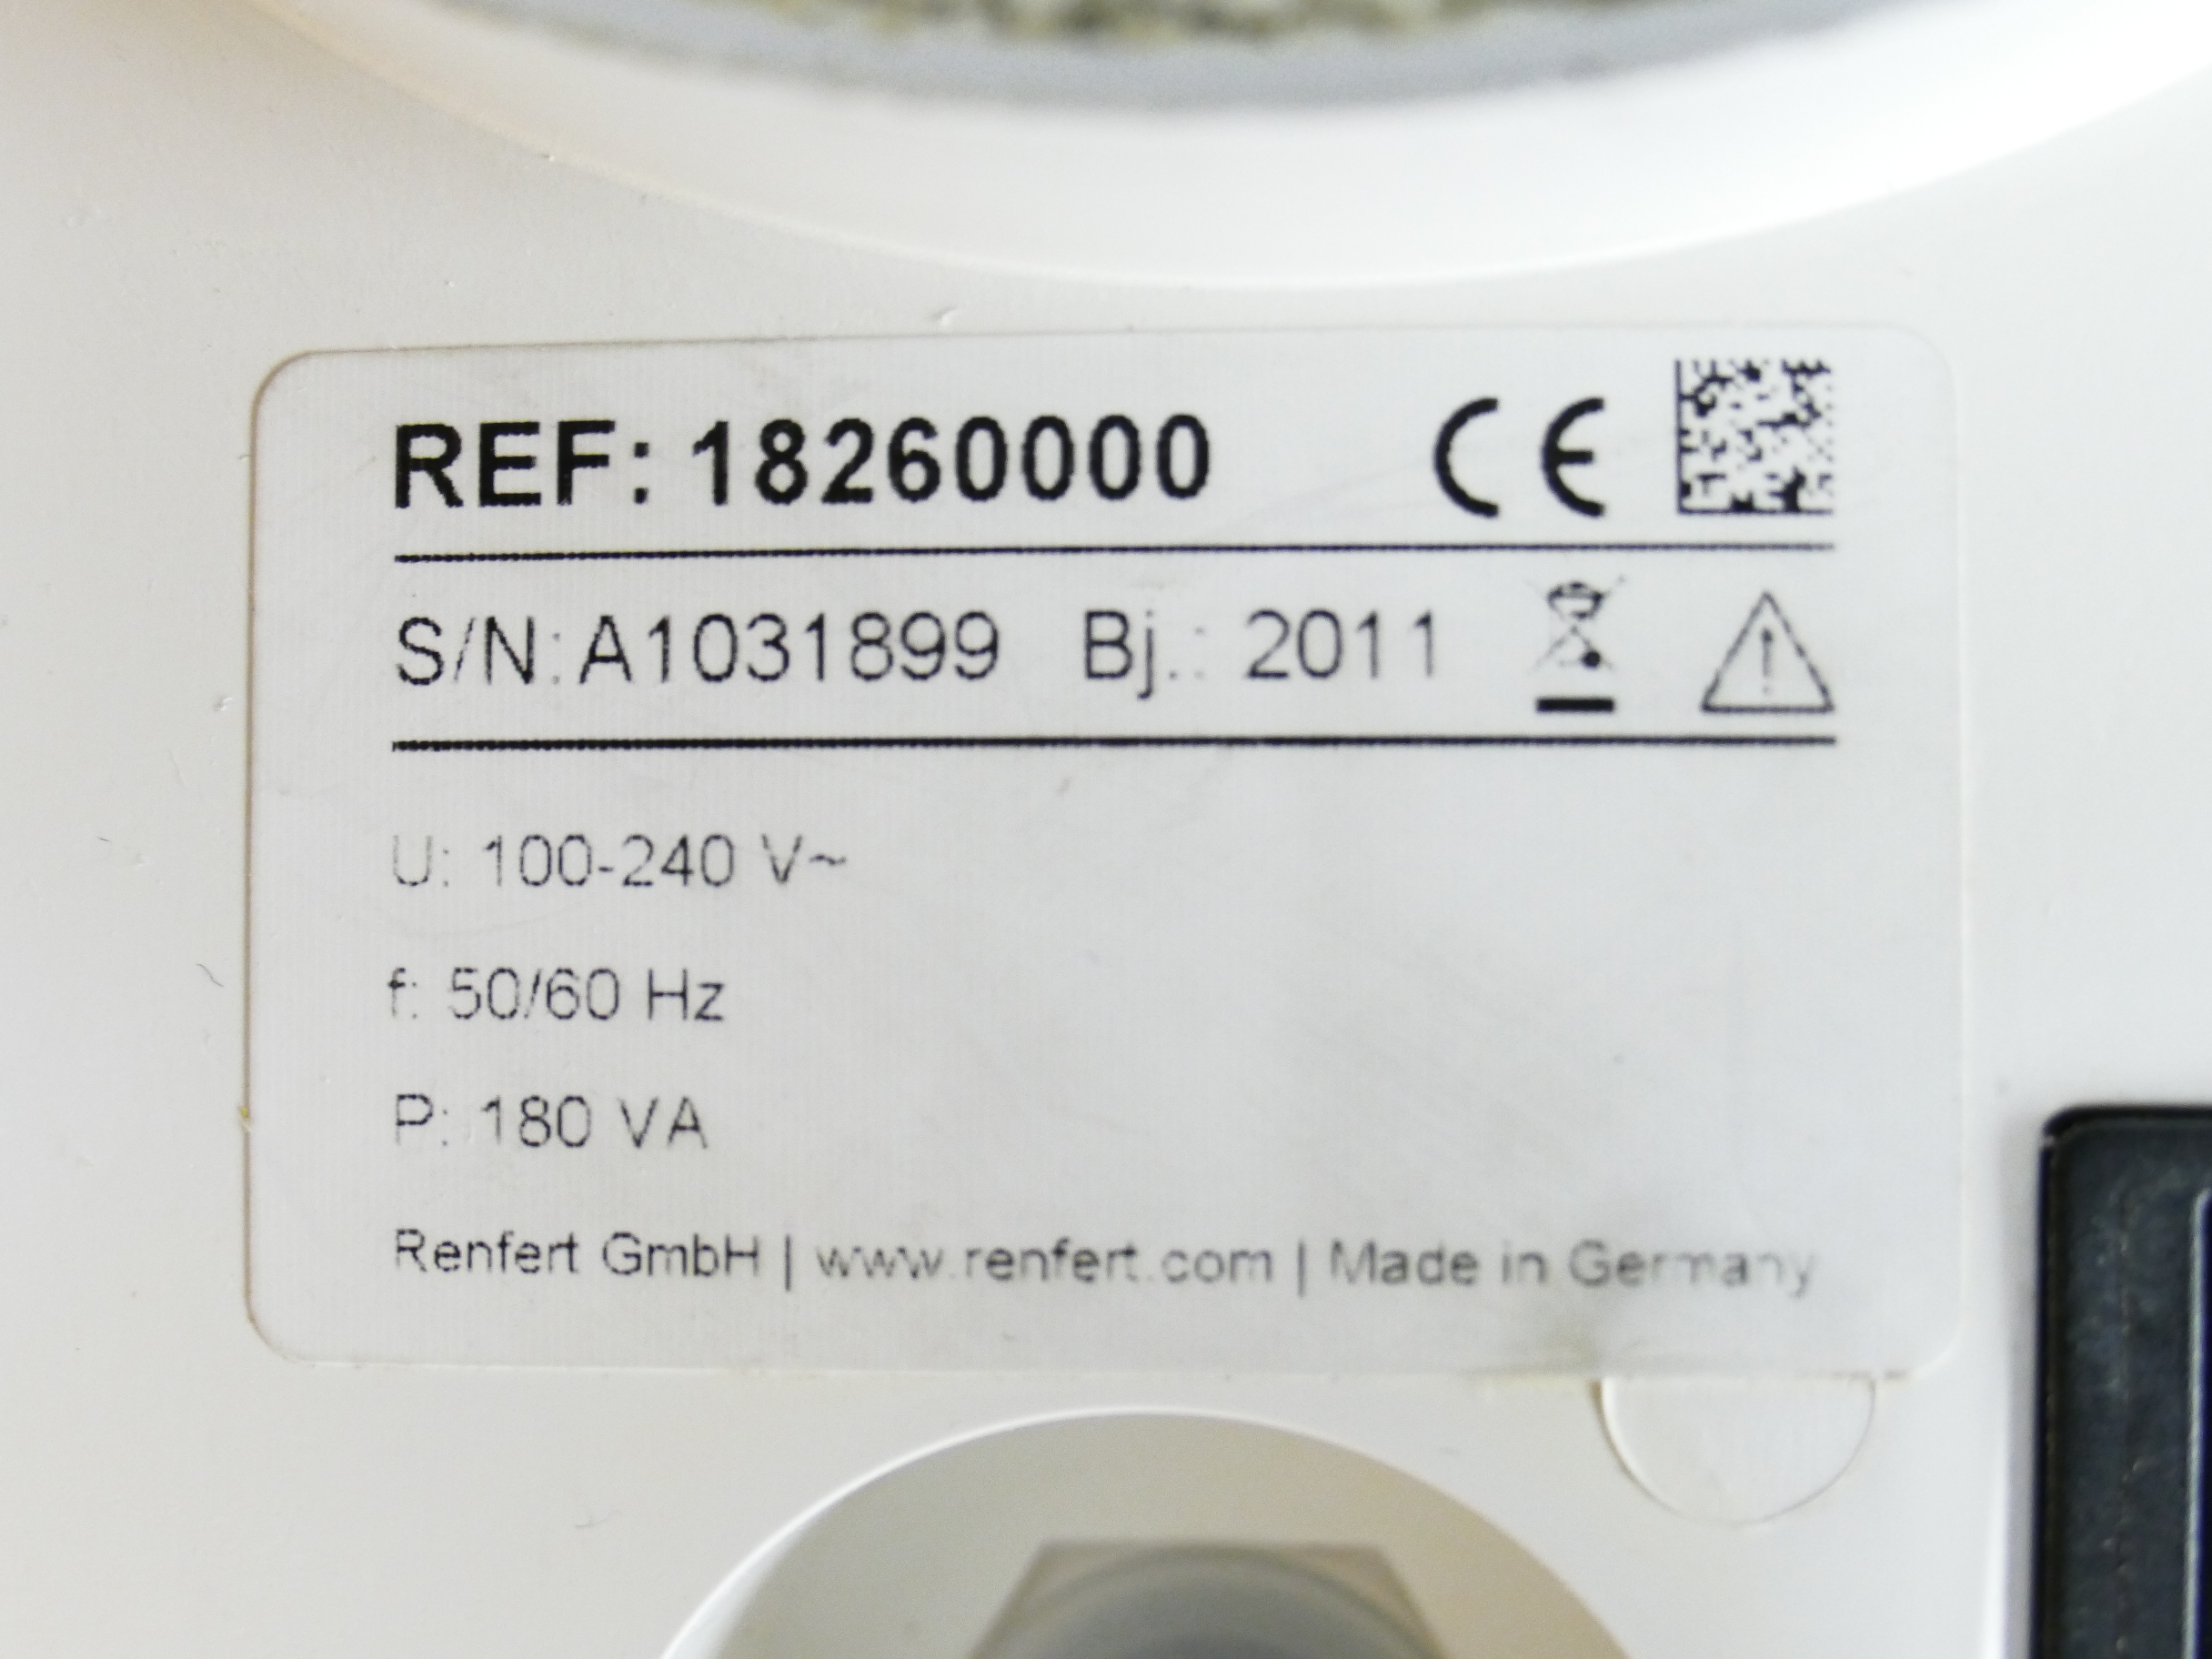 REF: 18260000 CE
S/N: A1031899 Bj.: 2011
U: 100-240 V~
f: 50/60 Hz
P: 180 VA
Renfert GmbH | www.renfert.com | Made in Germany